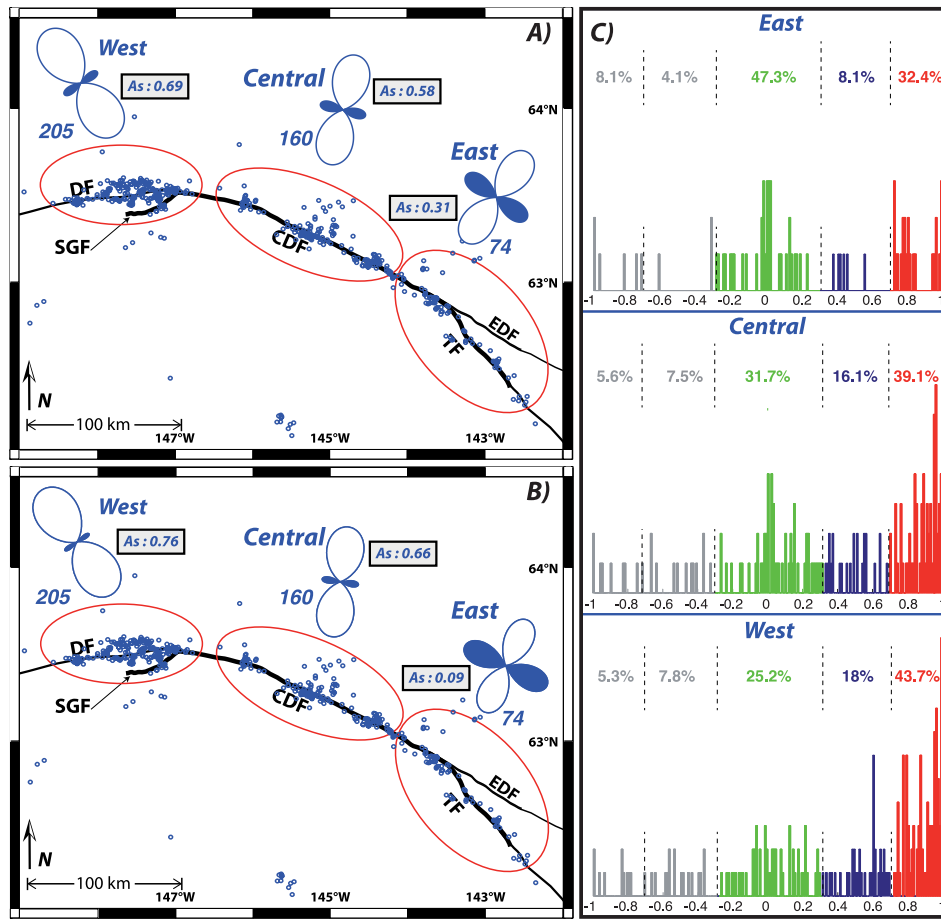 A)
West
As : 0.69
205
Central
As : 0.58
160
East
As : 0.31
74
64°N
63°N
DF
SGF
CDF
EDF
TF
N
100 km
147°W
145°W
143°W
B)
West
As : 0.76
205
Central
As : 0.66
160
East
As : 0.09
74
64°N
63°N
DF
SGF
CDF
EDF
TF
N
100 km
147°W
145°W
143°W
C)
East
8.1% 4.1% 47.3% 8.1% 32.4%
-1 -0.8 -0.6 -0.4 -0.2 0 0.2 0.4 0.6 0.8 1
Central
5.6% 7.5% 31.7% 16.1% 39.1%
-1 -0.8 -0.6 -0.4 -0.2 0 0.2 0.4 0.6 0.8 1
West
5.3% 7.8% 25.2% 18% 43.7%
-1 -0.8 -0.6 -0.4 -0.2 0 0.2 0.4 0.6 0.8 1